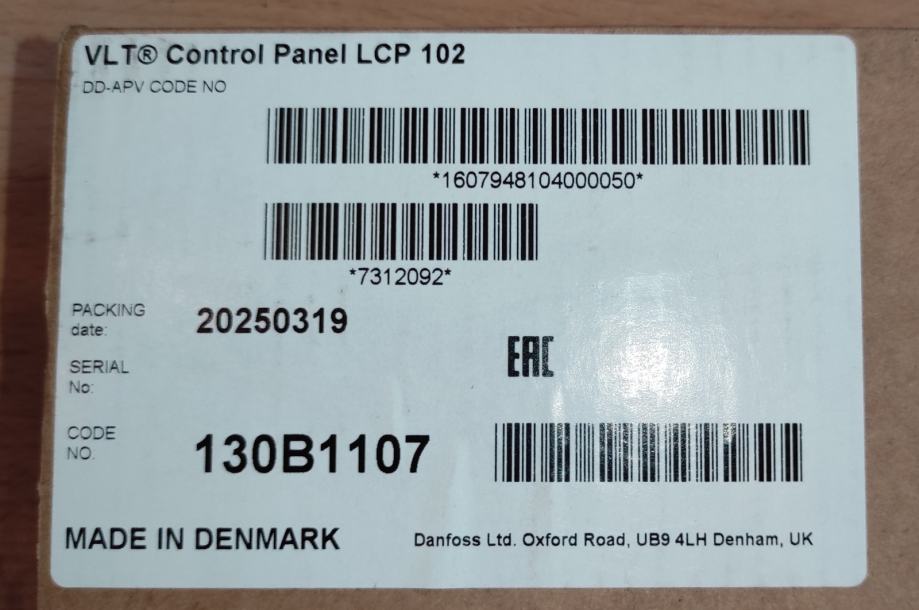 VLT® Control Panel LCP 102
DD-APV CODE NO
*1607948104000050*
*7312092*
PACKING
date:
20250319
EAC
SERIAL
No:
CODE
NO.
130B1107
MADE IN DENMARK
Danfoss Ltd. Oxford Road, UB9 4LH Denham, UK